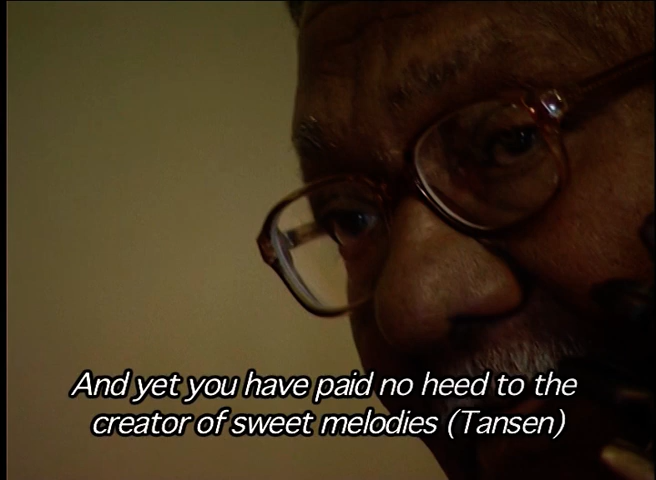 And yet you have paid no heed to the
creator of sweet melodies (Tansen)